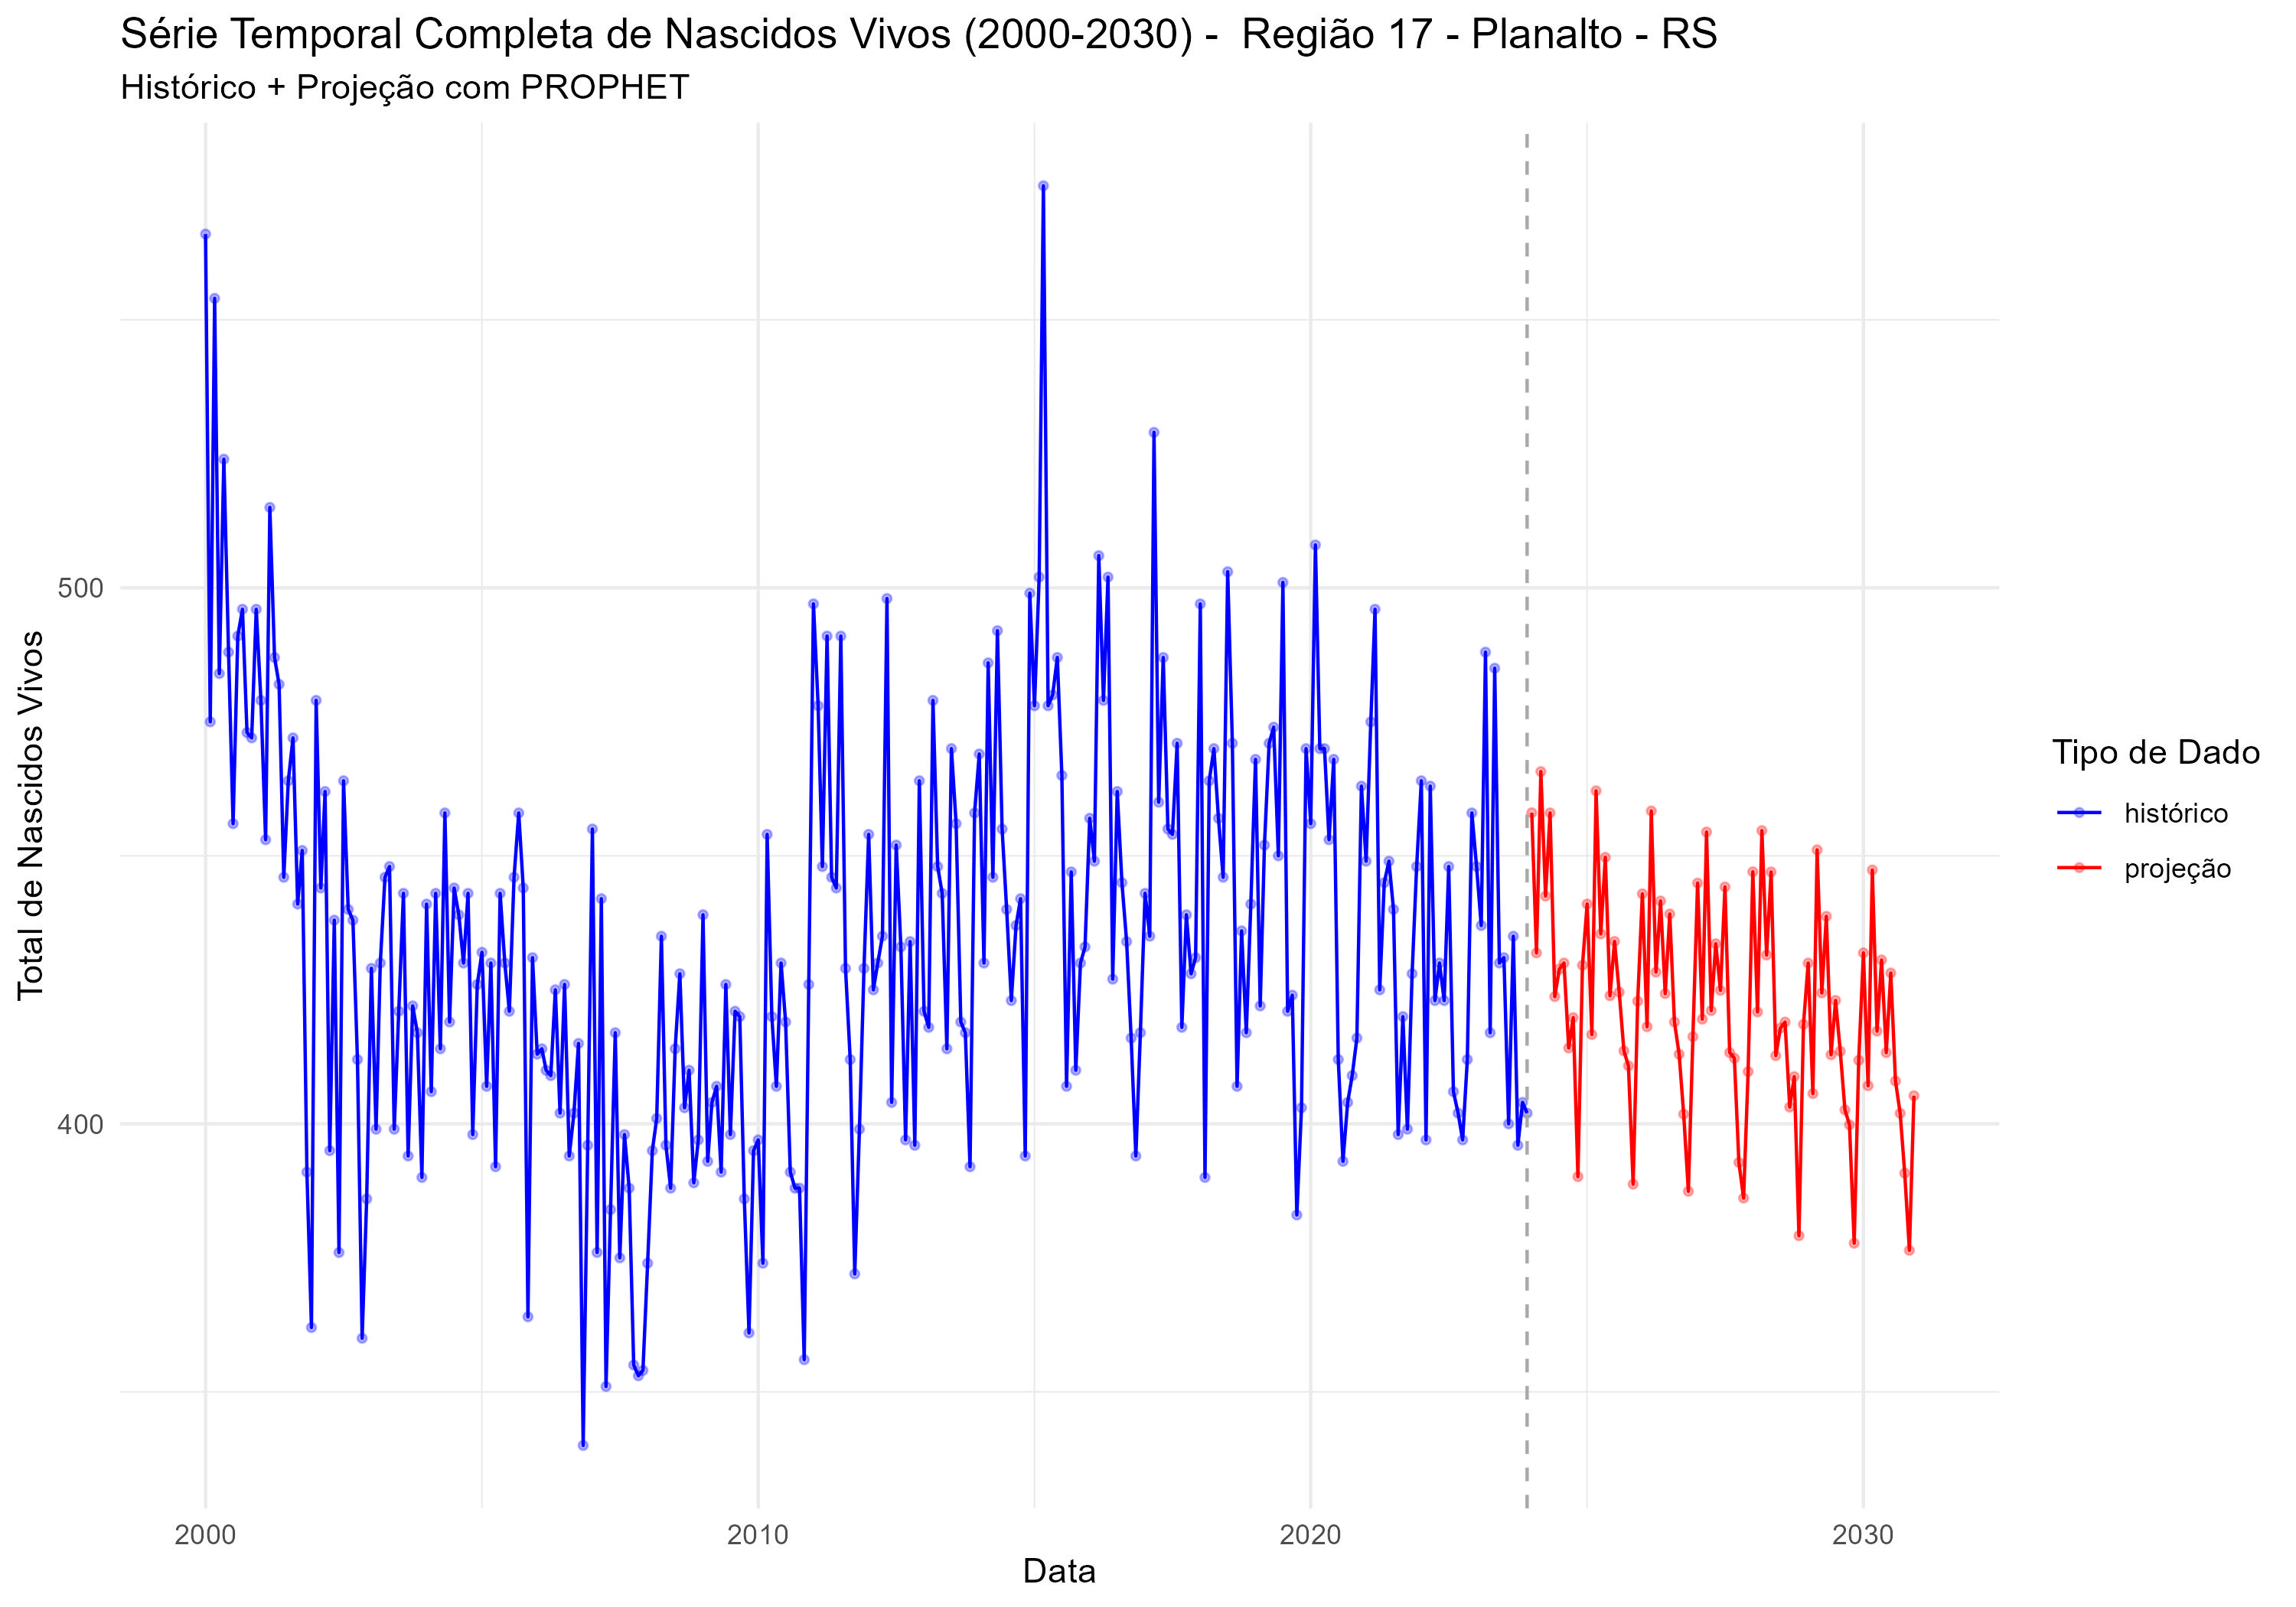 Série Temporal Completa de Nascidos Vivos (2000-2030) -  Região 17 - Planalto - RS
Histórico + Projeção com PROPHET
Total de Nascidos Vivos
500
400
2000
2010
2020
2030
Data
Tipo de Dado
histórico
projeção